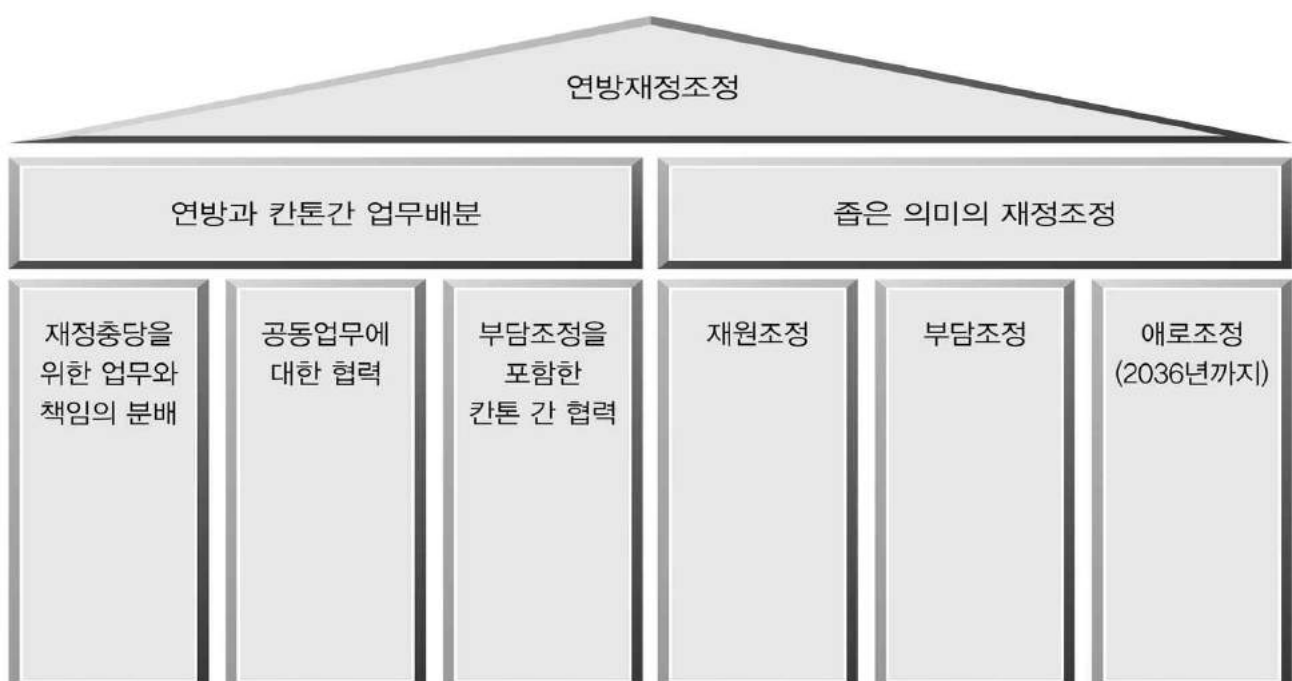 연방재정조정
연방과 칸톤간 업무배분
좁은 의미의 재정조정
재정충당을
위한 업무와
책임의 분배
공동업무에
대한 협력
부담조정을
포함한
칸톤 간 협력
재원조정
부담조정
애로조정
(2036년까지)